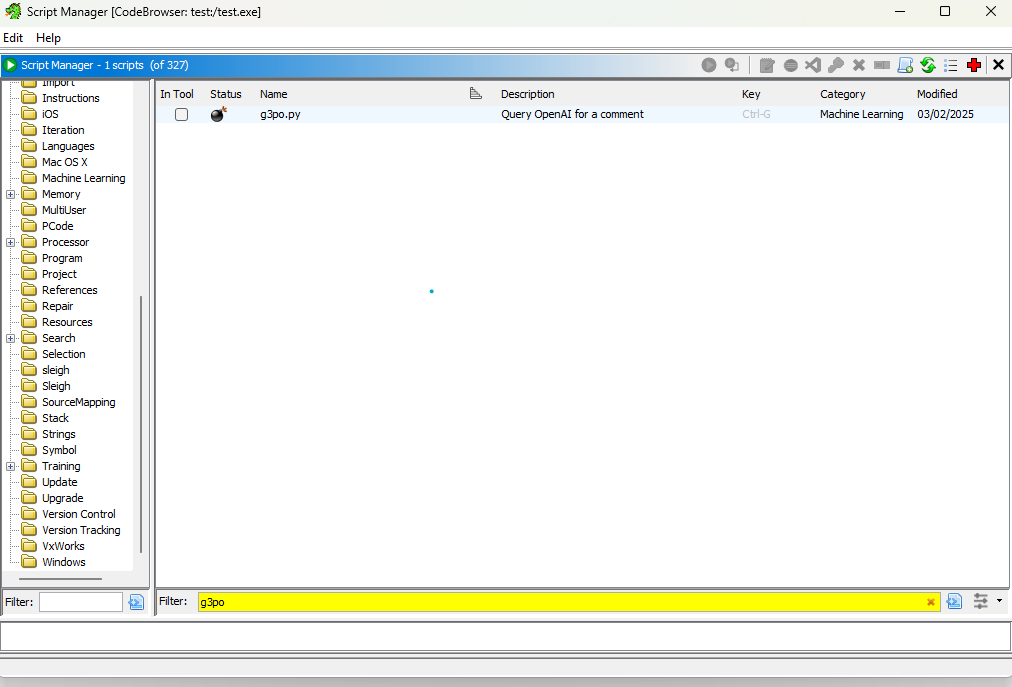 Script Manager [CodeBrowser: test:/test.exe]
Edit Help
Script Manager - 1 scripts (of 327)
Import
Instructions
iOS
Iteration
Languages
Mac OS X
Machine Learning
Memory
MultiUser
PCode
Processor
Program
Project
References
Repair
Resources
Search
Selection
sleigh
Sleigh
SourceMapping
Stack
Strings
Symbol
Training
Update
Upgrade
Version Control
Version Tracking
VxWorks
Windows
Filter:
In Tool Status Name Description Key Category Modified
g3po.py Query OpenAI for a comment Ctrl-G Machine Learning 03/02/2025
Filter: g3po